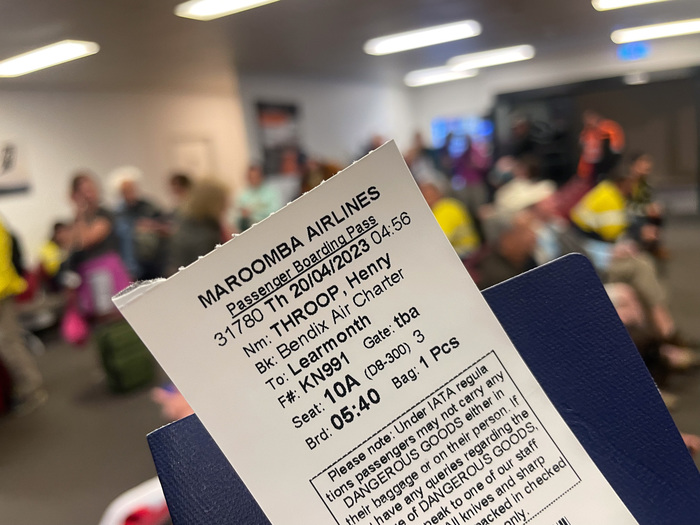 MAROOMBA AIRLINES
Passenger Boarding Pass
31780 Th 20/04/2023 04:56
Nm: THROOP, Henry
Bk: Bendix Air Charter
To: Learmonth
F#: KN991 Gate: tba
Seat: 10A (D8-300) 3
Brd: 05:40 Bag: 1 Pcs
Please note: Under IATA regula
tions passengers may not carry any
DANGEROUS GOODS either in
their baggage or on their person. If
have any queries regarding the
of DANGEROUS GOODS,
speak to one of our staff
knives and sharp
packed in checked
only.